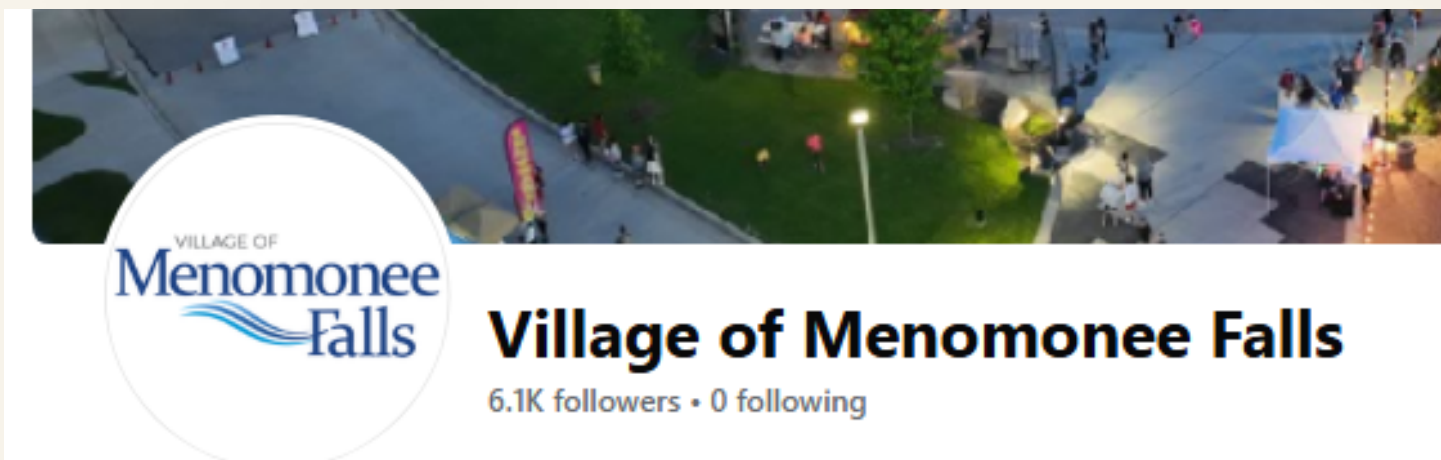 VILLAGE OF
Menomonee
Falls
Village of Menomonee Falls
6.1K followers • 0 following